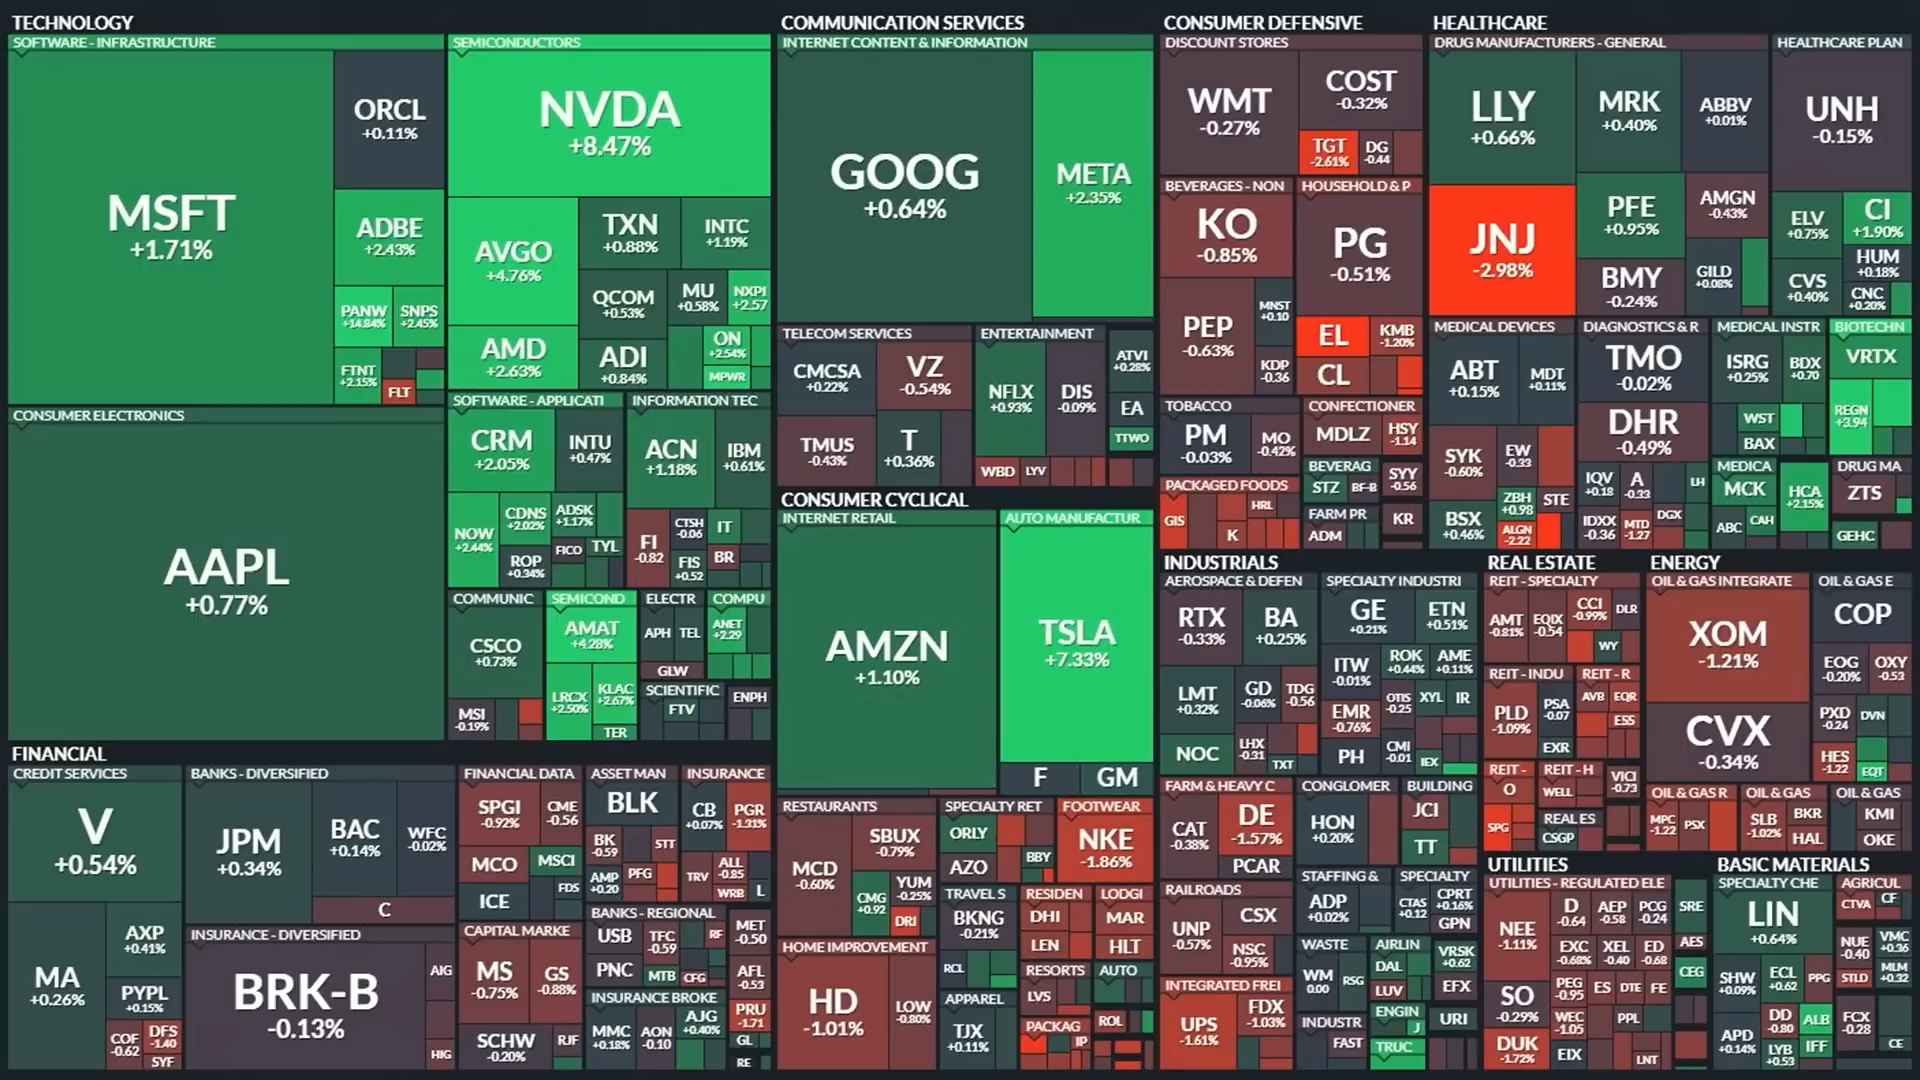 TECHNOLOGY
SOFTWARE - INFRASTRUCTURE
MSFT
+1.71%
ORCL
+0.11%
ADBE
+2.43%
PANW
+14.84%
SNPS
+2.45%
FTNT
+2.15%
FLT
SEMICONDUCTORS
NVDA
+8.47%
AVGO
+4.76%
TXN
+0.88%
INTC
+1.19%
QCOM
+0.53%
MU
+0.58%
NXPI
+2.57
AMD
+2.63%
ADI
+0.84%
ON
+2.54%
MPWR
CONSUMER ELECTRONICS
AAPL
+0.77%
SOFTWARE - APPLICATI
CRM
+2.05%
INTU
+0.47%
NOW
+2.44%
CDNS
+2.02%
ADSK
+1.17%
ROP
+0.34%
FICO
TYL
INFORMATION TEC
ACN
+1.18%
IBM
+0.61%
FI
-0.82
CTSH
-0.06
IT
FIS
+0.52
BR
COMMUNIC
CSCO
+0.73%
MSI
-0.19%
SEMICOND
AMAT
+4.28%
LRCX
+2.50%
KLAC
+2.67%
TER
ELECTR
APH
TEL
GLW
COMPU
ANET
+2.29
SCIENTIFIC
FTV
ENPH
COMMUNICATION SERVICES
INTERNET CONTENT & INFORMATION
GOOG
+0.64%
META
+2.35%
TELECOM SERVICES
CMCSA
+0.22%
VZ
-0.54%
TMUS
-0.43%
T
+0.36%
ENTERTAINMENT
NFLX
+0.93%
DIS
-0.09%
WBD
LYV
ATVI
+0.28%
EA
TTWO
CONSUMER CYCLICAL
INTERNET RETAIL
AMZN
+1.10%
AUTO MANUFACTUR
TSLA
+7.33%
F
GM
RESTAURANTS
MCD
-0.60%
SBUX
-0.79%
CMG
+0.92
YUM
-0.25%
DRI
SPECIALTY RET
ORLY
AZO
BBY
FOOTWEAR
NKE
-1.86%
TRAVEL S
BKNG
-0.21%
RCL
RESIDEN
DHI
LEN
LODGI
MAR
HLT
HOME IMPROVEMENT
HD
-1.01%
LOW
-0.80%
APPAREL
TJX
+0.11%
RESORTS
LVS
AUTO
PACKAG
IP
ROL
CONSUMER DEFENSIVE
DISCOUNT STORES
WMT
-0.27%
COST
-0.32%
TGT
-2.61%
DG
-0.44
BEVERAGES - NON
KO
-0.85%
PEP
-0.63%
MNST
+0.10
KDP
-0.36
HOUSEHOLD & P
PG
-0.51%
EL
KMB
-1.20%
CL
TOBACCO
PM
-0.03%
MO
-0.42%
CONFECTIONER
MDLZ
HSY
-1.14
PACKAGED FOODS
GIS
HRL
K
BEVERAG
STZ
BF-B
SYY
-0.56
FARM PR
ADM
KR
HEALTHCARE
DRUG MANUFACTURERS - GENERAL
LLY
+0.66%
MRK
+0.40%
ABBV
+0.01%
JNJ
-2.98%
PFE
+0.95%
AMGN
-0.43%
BMY
-0.24%
GILD
+0.08%
HEALTHCARE PLAN
UNH
-0.15%
ELV
+0.75%
CI
+1.90%
CVS
+0.40%
HUM
+0.18%
CNC
+0.20%
MEDICAL DEVICES
ABT
+0.15%
MDT
+0.11%
SYK
-0.60%
EW
-0.33
BSX
+0.46%
ZBH
+0.98
STE
ALGN
-2.22
DIAGNOSTICS & R
TMO
-0.02%
DHR
-0.49%
IQV
+0.18
A
-0.33
LH
IDXX
-0.36
MTD
-1.27
DGX
MEDICAL INSTR
ISRG
+0.25%
BDX
+0.70
WST
BAX
BIOTECHN
VRTX
REGN
+3.94
MEDICA
MCK
HCA
+2.15%
ABC
CAH
DRUG MA
ZTS
GEHC
INDUSTRIALS
AEROSPACE & DEFEN
RTX
-0.33%
BA
+0.25%
LMT
+0.32%
GD
-0.06%
TDG
-0.56
NOC
LHX
-0.31
TXT
SPECIALTY INDUSTRI
GE
+0.21%
ETN
+0.51%
ITW
-0.01%
ROK
+0.44%
AME
+0.11%
EMR
-0.76%
OTIS
-0.25
XYL
IR
PH
CMI
-0.01
IEX
FARM & HEAVY C
CAT
-0.38%
DE
-1.57%
PCAR
CONGLOMER
HON
+0.20%
BUILDING
JCI
TT
RAILROADS
UNP
-0.57%
CSX
NSC
-0.95%
STAFFING &
ADP
+0.02%
SPECIALTY
CTAS
+0.12
CPRT
+0.16%
GPN
INTEGRATED FREI
UPS
-1.61%
FDX
-1.03%
WASTE
WM
0.00
RSG
AIRLIN
DAL
LUV
VRSK
+0.62
EFX
INDUSTR
FAST
ENGIN
J
TRUC
URI
REAL ESTATE
REIT - SPECIALTY
AMT
-0.81%
EQIX
-0.54
CCI
-0.99%
DLR
WY
REIT - INDU
PLD
-1.09%
PSA
-0.07
EXR
REIT - R
AVB
EQR
ESS
REIT -
O
SPG
REIT - H
WELL
VICI
-0.73
REAL ES
CSGP
ENERGY
OIL & GAS INTEGRATE
XOM
-1.21%
CVX
-0.34%
OIL & GAS E
COP
EOG
-0.20%
OXY
-0.53
PXD
-0.24
DVN
HES
-1.22
EQT
OIL & GAS R
MPC
-1.22
PSX
OIL & GAS
SLB
-1.02%
BKR
HAL
OIL & GAS
KMI
OKE
UTILITIES
UTILITIES - REGULATED ELE
NEE
-1.11%
D
-0.64
AEP
-0.58
PCG
-0.24
SRE
EXC
-0.68%
XEL
-0.40
ED
-0.68
AES
SO
-0.29%
PEG
-0.95
ES
DTE
FE
CEG
DUK
-1.72%
WEC
-1.05
PPL
EIX
LNT
BASIC MATERIALS
SPECIALTY CHE
LIN
+0.64%
SHW
+0.09%
ECL
+0.62
PPG
APD
+0.14%
DD
-0.80
ALB
LYB
+0.53
IFF
AGRICUL
CTVA
CF
NUE
-0.40
VMC
+0.36
STLD
MLM
+0.32
FCX
-0.28
CE
FINANCIAL
CREDIT SERVICES
V
+0.54%
MA
+0.26%
AXP
+0.41%
PYPL
+0.15%
COF
-0.62
DFS
-1.40
SYF
BANKS - DIVERSIFIED
JPM
+0.34%
BAC
+0.14%
WFC
-0.02%
C
INSURANCE - DIVERSIFIED
BRK-B
-0.13%
AIG
HIG
FINANCIAL DATA
SPGI
-0.92%
CME
-0.56
MCO
MSCI
ICE
FDS
CAPITAL MARKE
MS
-0.75%
GS
-0.88%
SCHW
-0.20%
RJF
ASSET MAN
BLK
BK
-0.59
STT
AMP
+0.20
PFG
INSURANCE
CB
+0.07%
PGR
-1.31%
TRV
ALL
-0.85
WRB
L
BANKS - REGIONAL
USB
TFC
-0.59
RF
PNC
MTB
CFG
MET
-0.50
AFL
-0.53
PRU
-1.71
GL
RE
INSURANCE BROKE
MMC
+0.18%
AON
-0.10
AJG
+0.40%